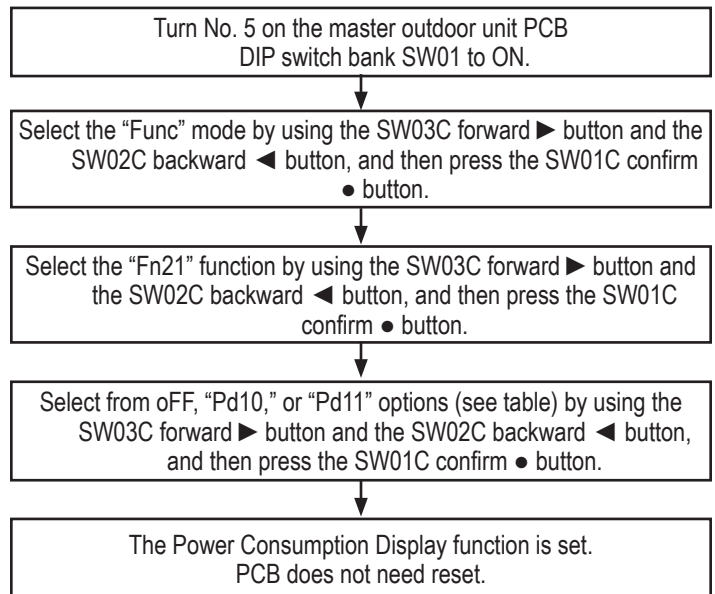 Turn No. 5 on the master outdoor unit PCB
DIP switch bank SW01 to ON.
Select the “Func” mode by using the SW03C forward ► button and the
SW02C backward ◄ button, and then press the SW01C confirm
● button.
Select the “Fn21” function by using the SW03C forward ► button and
the SW02C backward ◄ button, and then press the SW01C
confirm ● button.
Select from oFF, “Pd10,” or “Pd11” options (see table) by using the
SW03C forward ► button and the SW02C backward ◄ button,
and then press the SW01C confirm ● button.
The Power Consumption Display function is set.
PCB does not need reset.